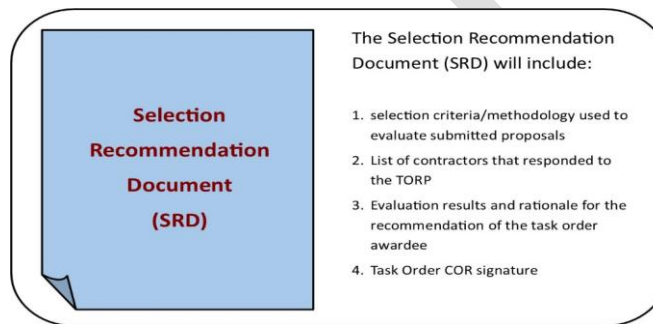 Selection
Recommendation
Document
(SRD)
The Selection Recommendation
Document (SRD) will include:
1. selection criteria/methodology used to
evaluate submitted proposals
2. List of contractors that responded to
the TORP
3. Evaluation results and rationale for the
recommendation of the task order
awardee
4. Task Order COR signature